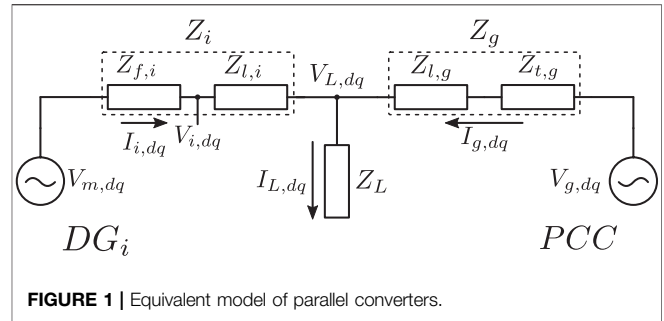 Z_i Z_g
Z_{f,i} Z_{l,i} V_{L,dq} Z_{l,g} Z_{t,g}
I_{i,dq} V_{i,dq} I_{g,dq}
V_{m,dq} I_{L,dq} Z_L V_{g,dq}
DG_i PCC
FIGURE 1 | Equivalent model of parallel converters.